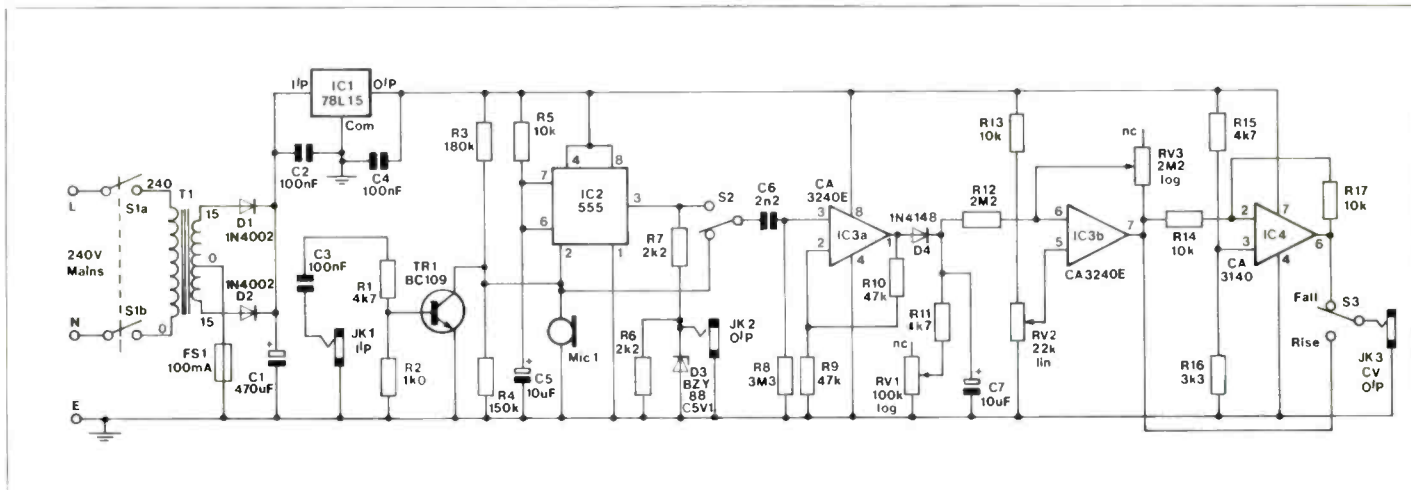 I/P
IC1
78L15
O/P
Com
C2
100nF
C4
100nF
L
S1a
240
T1
15
D1
1N4002
0
240V
Mains
1N4002
D2
N
S1b
0
15
FS1
100mA
C1
470uF
+
E
C3
100nF
R1
4k7
JK1
I/P
R2
1k0
TR1
BC109
R3
180k
R4
150k
R5
10k
C5
10uF
+
4
8
7
6
IC2
555
3
2
1
Mic 1
R7
2k2
S2
R6
2k2
D3
BZY
88
C5V1
JK2
O/P
C6
2n2
R8
3M3
CA
3240E
3
2
IC3a
8
1
4
R9
47k
R10
47k
1N4148
D4
R11
4k7
nc
RV1
100k
log
+
C7
10uF
R12
2M2
R13
10k
RV2
22k
lin
6
5
IC3b
7
CA3240E
nc
RV3
2M2
log
R14
10k
R15
4k7
R16
3k3
2
3
IC4
7
6
4
CA
3140
R17
10k
Fall
S3
Rise
JK3
CV
O/P